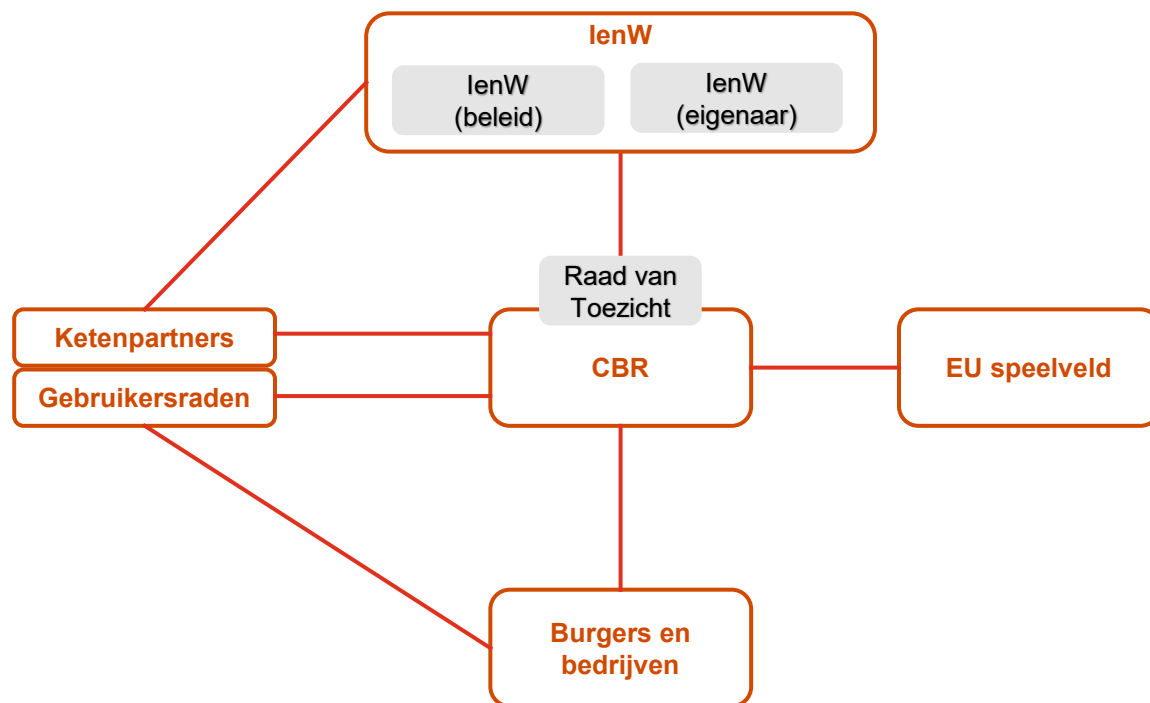 IenW
IenW
(beleid)
IenW
(eigenaar)
Raad van
Toezicht
Ketenpartners
Gebruikersraden
CBR
EU speelveld
Burgers en
bedrijven